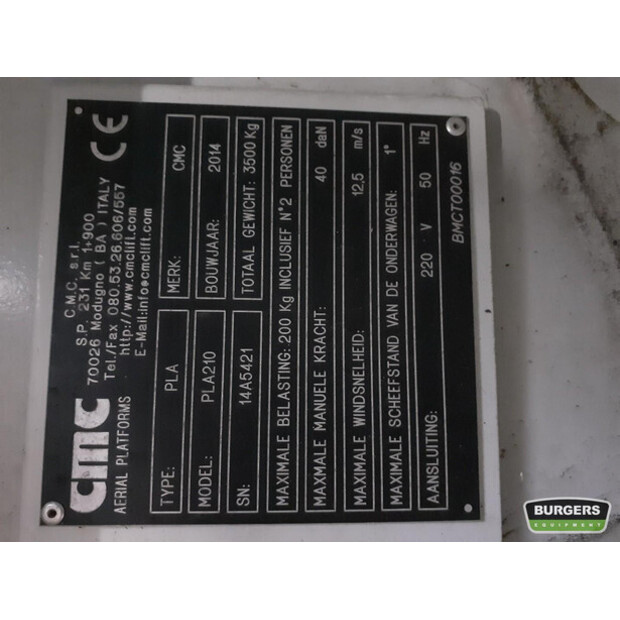 CMC
AERIAL PLATFORMS
C.M.C. s.r.l.
S.P. 231 Km 1+900
70026 Modugno ( BA ) ITALY
Tel./Fax 080.53.28.606/557
http://www.cmclift.com
E-Mail:info@cmclift.com
CE
TYPE: PLA MERK: CMC
MODEL: PLA210 BOUWJAAR: 2014
SN: 14A5421 TOTAAL GEWICHT: 3500 Kg
MAXIMALE BELASTING: 200 Kg INCLUSIEF N°2 PERSONEN
MAXIMALE MANUELE KRACHT: 40 daN
MAXIMALE WINDSNELHEID: 12,5 m/s
MAXIMALE SCHEEFSTAND VAN DE ONDERWAGEN: 1°
AANSLUITING: 220 V 50 Hz
BMCT00016
BURGERS
EQUIPMENT